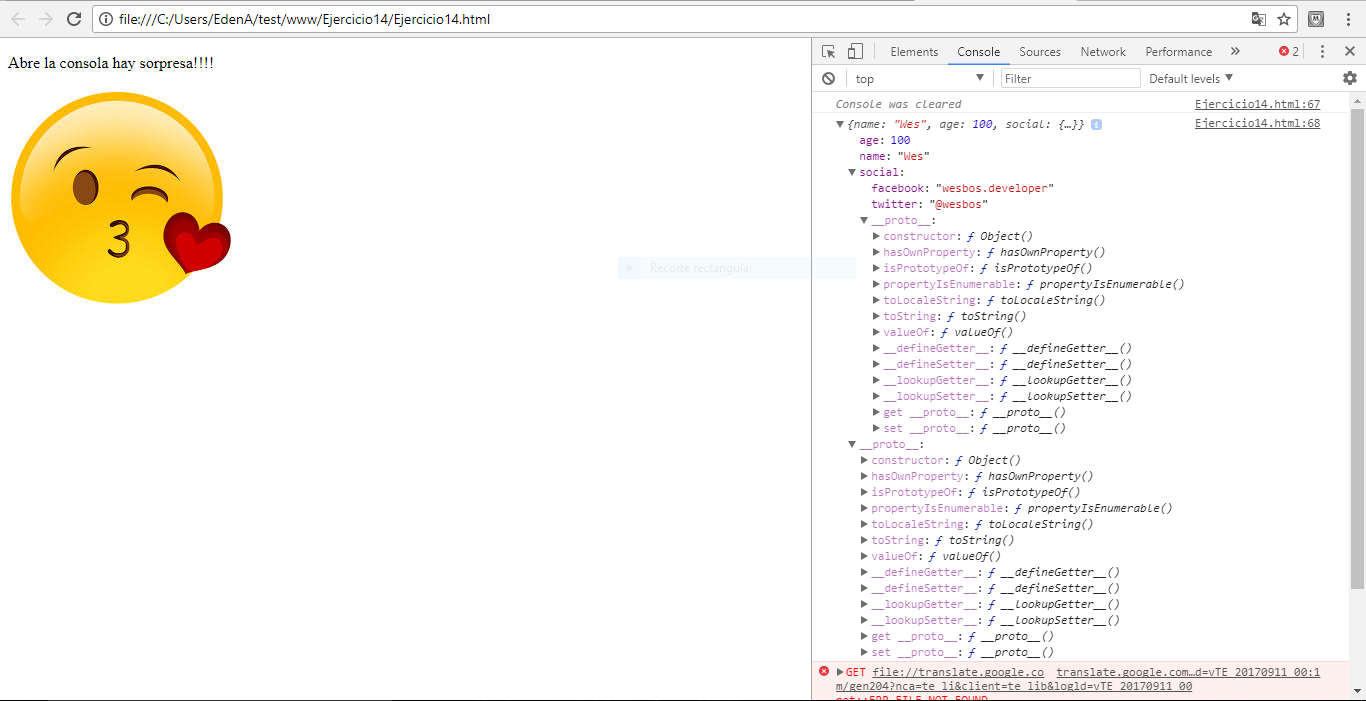 file:///C:/Users/EdenA/test/www/Ejercicio14/Ejercicio14.html
Abre la consola hay sorpresa!!!!
Recorte rectangular
Elements Console Sources Network Performance » 2
top Filter Default levels
Console was cleared Ejercicio14.html:67
{name: "Wes", age: 100, social: {…}} i Ejercicio14.html:68
age: 100
name: "Wes"
social:
facebook: "wesbos.developer"
twitter: "@wesbos"
__proto__:
constructor: ƒ Object()
hasOwnProperty: ƒ hasOwnProperty()
isPrototypeOf: ƒ isPrototypeOf()
propertyIsEnumerable: ƒ propertyIsEnumerable()
toLocaleString: ƒ toLocaleString()
toString: ƒ toString()
valueOf: ƒ valueOf()
__defineGetter__: ƒ __defineGetter__()
__defineSetter__: ƒ __defineSetter__()
__lookupGetter__: ƒ __lookupGetter__()
__lookupSetter__: ƒ __lookupSetter__()
get __proto__: ƒ __proto__()
set __proto__: ƒ __proto__()
__proto__:
constructor: ƒ Object()
hasOwnProperty: ƒ hasOwnProperty()
isPrototypeOf: ƒ isPrototypeOf()
propertyIsEnumerable: ƒ propertyIsEnumerable()
toLocaleString: ƒ toLocaleString()
toString: ƒ toString()
valueOf: ƒ valueOf()
__defineGetter__: ƒ __defineGetter__()
__defineSetter__: ƒ __defineSetter__()
__lookupGetter__: ƒ __lookupGetter__()
__lookupSetter__: ƒ __lookupSetter__()
get __proto__: ƒ __proto__()
set __proto__: ƒ __proto__()
GET file://translate.google.co translate.google.com…d=vTE_20170911_00:1
m/gen204?nca=te_li&client=te_lib&logld=vTE_20170911_00
net::ERR_FILE_NOT_FOUND